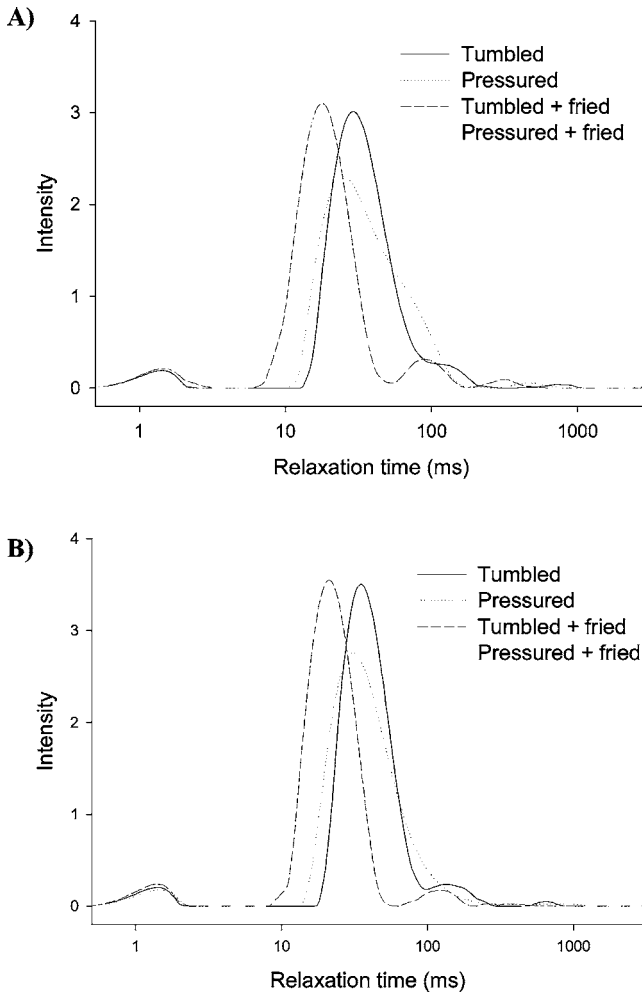 A)
4
Tumbled
Pressured
Tumbled + fried
Pressured + fried
3
2
1
0
Intensity
1 10 100 1000
Relaxation time (ms)
B)
4
Tumbled
Pressured
Tumbled + fried
Pressured + fried
3
2
1
0
Intensity
1 10 100 1000
Relaxation time (ms)